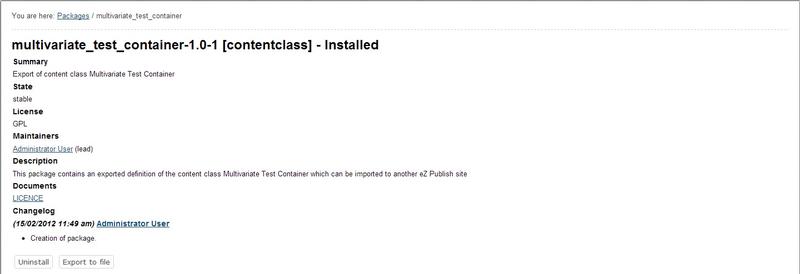 You are here: Packages / multivariate_test_container
multivariate_test_container-1.0-1 [contentclass] - Installed
Summary
Export of content class Multivariate Test Container
State
stable
License
GPL
Maintainers
Administrator User (lead)
Description
This package contains an exported definition of the content class Multivariate Test Container which can be imported to another eZ Publish site
Documents
LICENCE
Changelog
(15/02/2012 11:49 am) Administrator User
• Creation of package.
Uninstall Export to file